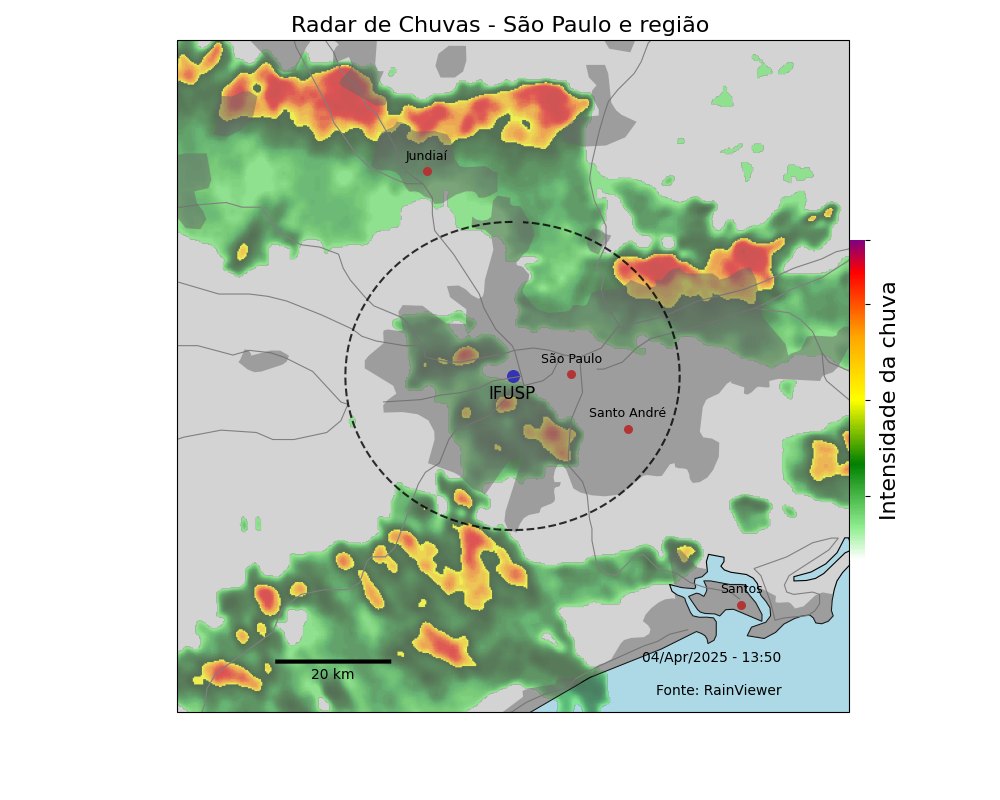 Radar de Chuvas - São Paulo e região
Jundiaí
São Paulo
IFUSP
Santo André
Intensidade da chuva
Santos
04/Apr/2025 - 13:50
20 km
Fonte: RainViewer